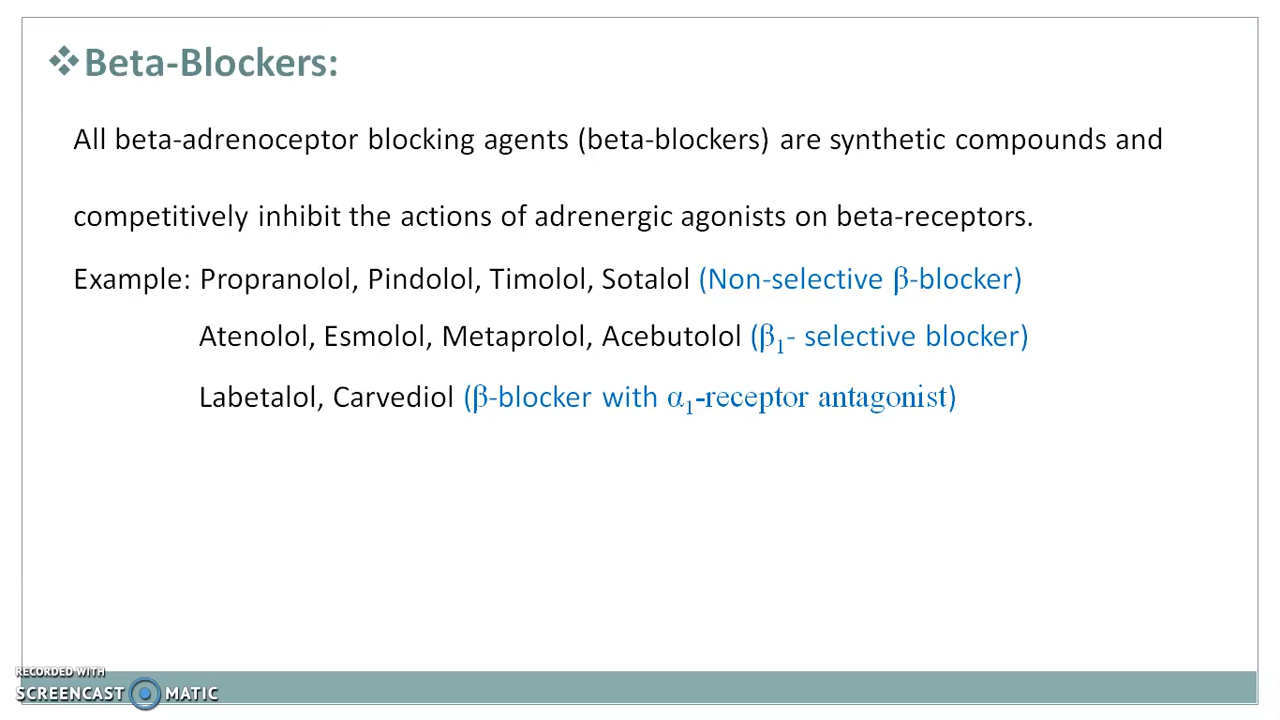 ❖Beta-Blockers:
All beta-adrenoceptor blocking agents (beta-blockers) are synthetic compounds and
competitively inhibit the actions of adrenergic agonists on beta-receptors.
Example: Propranolol, Pindolol, Timolol, Sotalol (Non-selective β-blocker)
Atenolol, Esmolol, Metaprolol, Acebutolol (β₁- selective blocker)
Labetalol, Carvediol (β-blocker with α₁-receptor antagonist)
RECORDED WITH
SCREENCAST MATIC